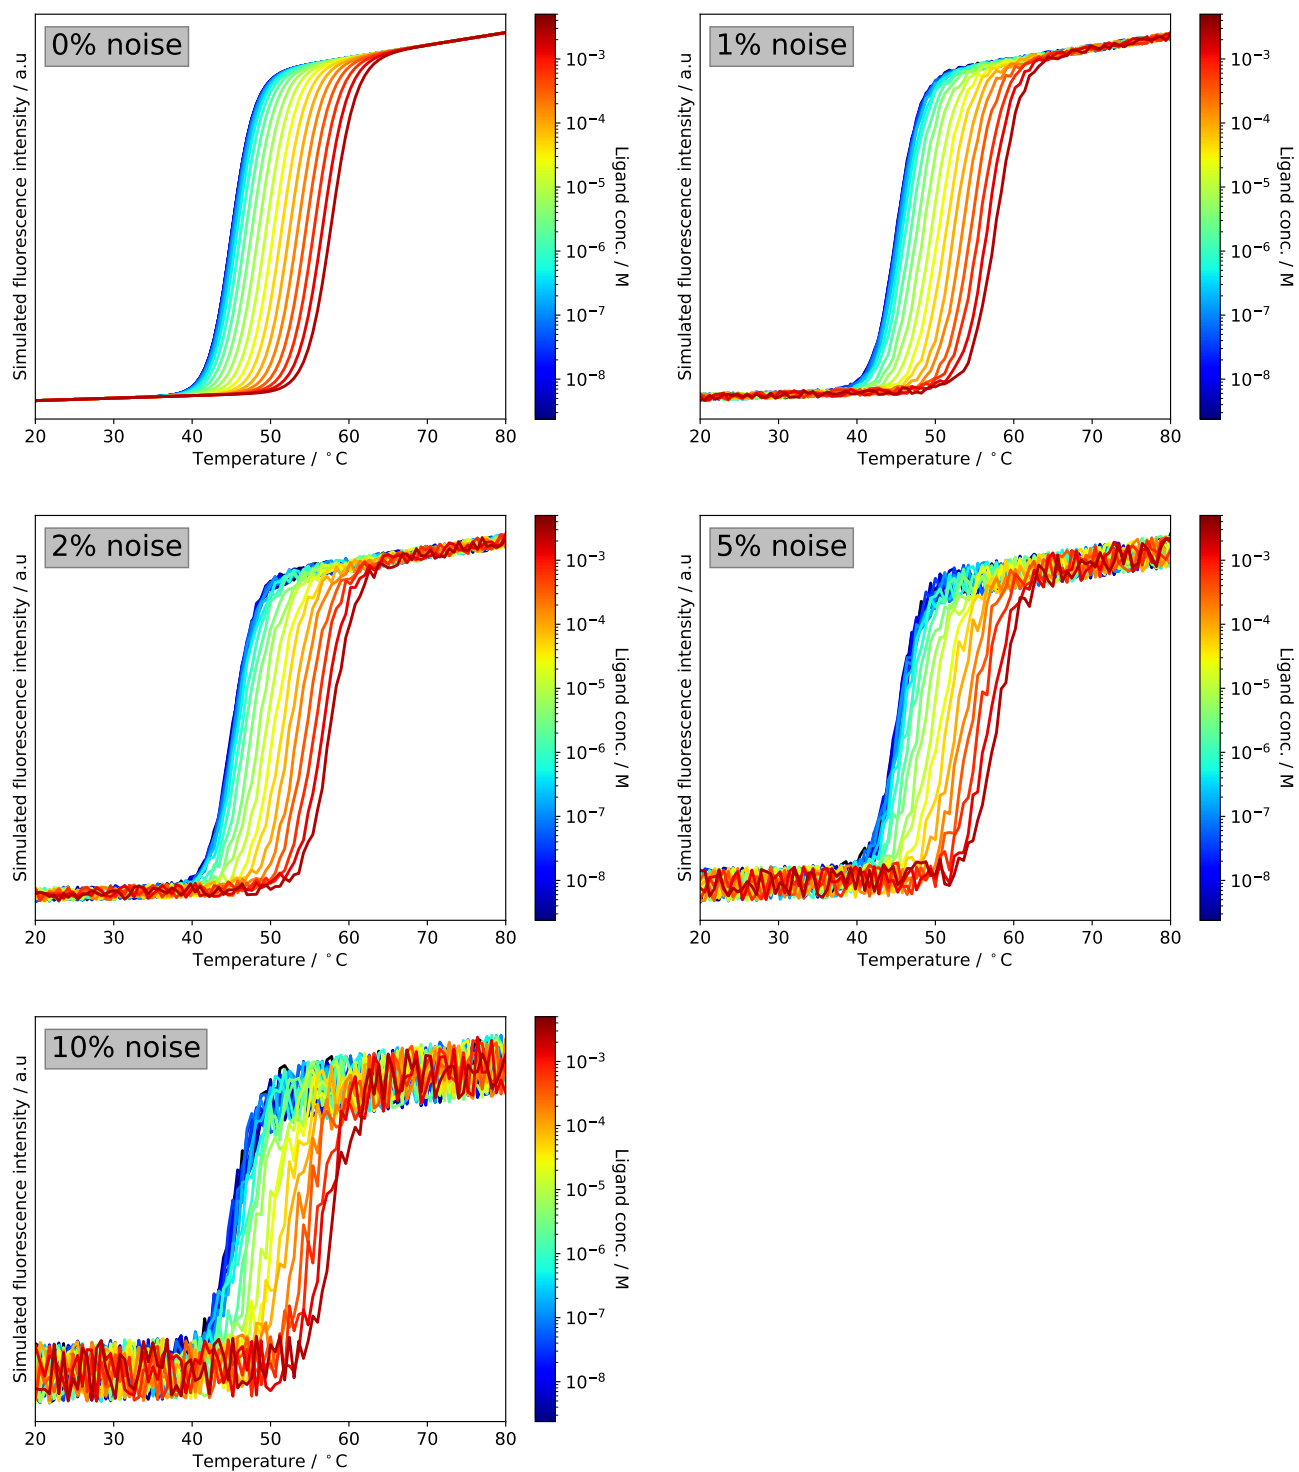 0% noise
Simulated fluorescence intensity / a.u
20 30 40 50 60 70 80
Temperature / °C
10⁻³
10⁻⁴
10⁻⁵
10⁻⁶
10⁻⁷
10⁻⁸
Ligand conc. / M
1% noise
Simulated fluorescence intensity / a.u
20 30 40 50 60 70 80
Temperature / °C
10⁻³
10⁻⁴
10⁻⁵
10⁻⁶
10⁻⁷
10⁻⁸
Ligand conc. / M
2% noise
Simulated fluorescence intensity / a.u
20 30 40 50 60 70 80
Temperature / °C
10⁻³
10⁻⁴
10⁻⁵
10⁻⁶
10⁻⁷
10⁻⁸
Ligand conc. / M
5% noise
Simulated fluorescence intensity / a.u
20 30 40 50 60 70 80
Temperature / °C
10⁻³
10⁻⁴
10⁻⁵
10⁻⁶
10⁻⁷
10⁻⁸
Ligand conc. / M
10% noise
Simulated fluorescence intensity / a.u
20 30 40 50 60 70 80
Temperature / °C
10⁻³
10⁻⁴
10⁻⁵
10⁻⁶
10⁻⁷
10⁻⁸
Ligand conc. / M